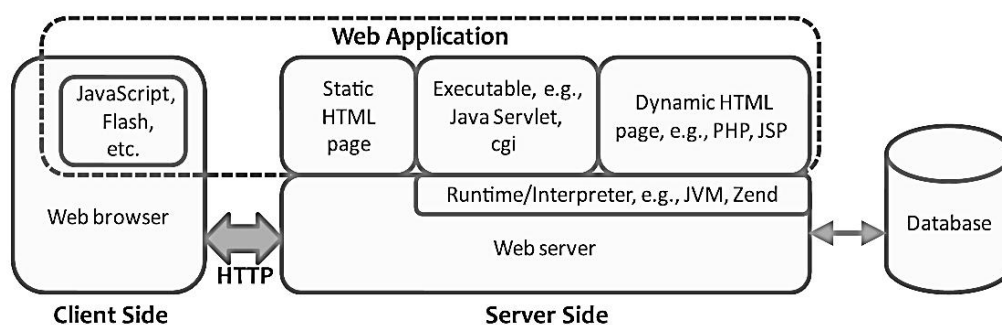 Web Application
JavaScript,
Flash,
etc.
Web browser
Static
HTML
page
Executable, e.g.,
Java Servlet,
cgi
Dynamic HTML
page, e.g., PHP, JSP
Runtime/Interpreter, e.g., JVM, Zend
Web server
HTTP
Database
Client Side
Server Side